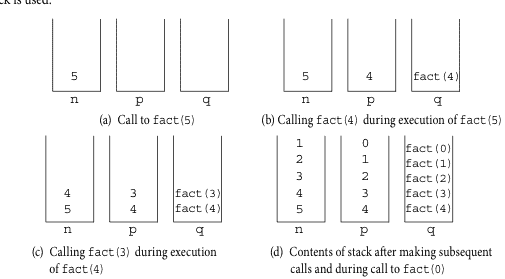 ck is used.
5
n p q
(a) Call to fact(5)
5 4 fact(4)
n p q
(b) Calling fact(4) during execution of fact(5)
4 3 fact(3)
5 4 fact(4)
n p q
(c) Calling fact(3) during execution
of fact(4)
1 0 fact(0)
2 1 fact(1)
3 2 fact(2)
4 3 fact(3)
5 4 fact(4)
n p q
(d) Contents of stack after making subsequent
calls and during call to fact(0)